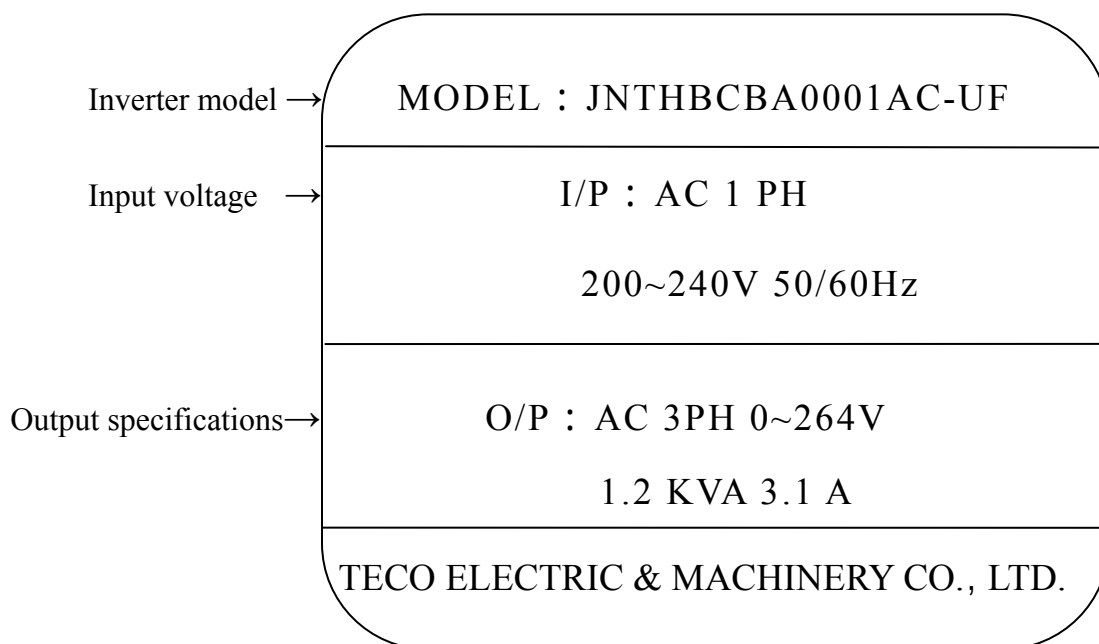 Inverter model → MODEL : JNTHBCBA0001AC-UF
Input voltage → I/P : AC 1 PH
200~240V 50/60Hz
Output specifications→ O/P : AC 3PH 0~264V
1.2 KVA 3.1 A
TECO ELECTRIC & MACHINERY CO., LTD.